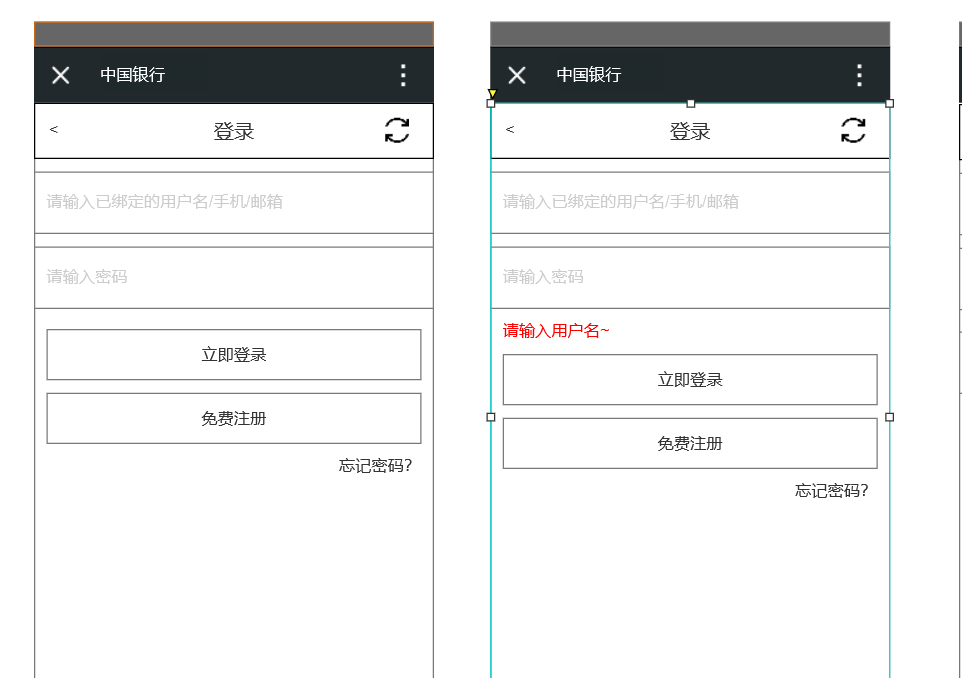 中国银行
<
登录
请输入已绑定的用户名/手机/邮箱
请输入密码
立即登录
免费注册
忘记密码?
中国银行
<
登录
请输入已绑定的用户名/手机/邮箱
请输入密码
请输入用户名~
立即登录
免费注册
忘记密码?